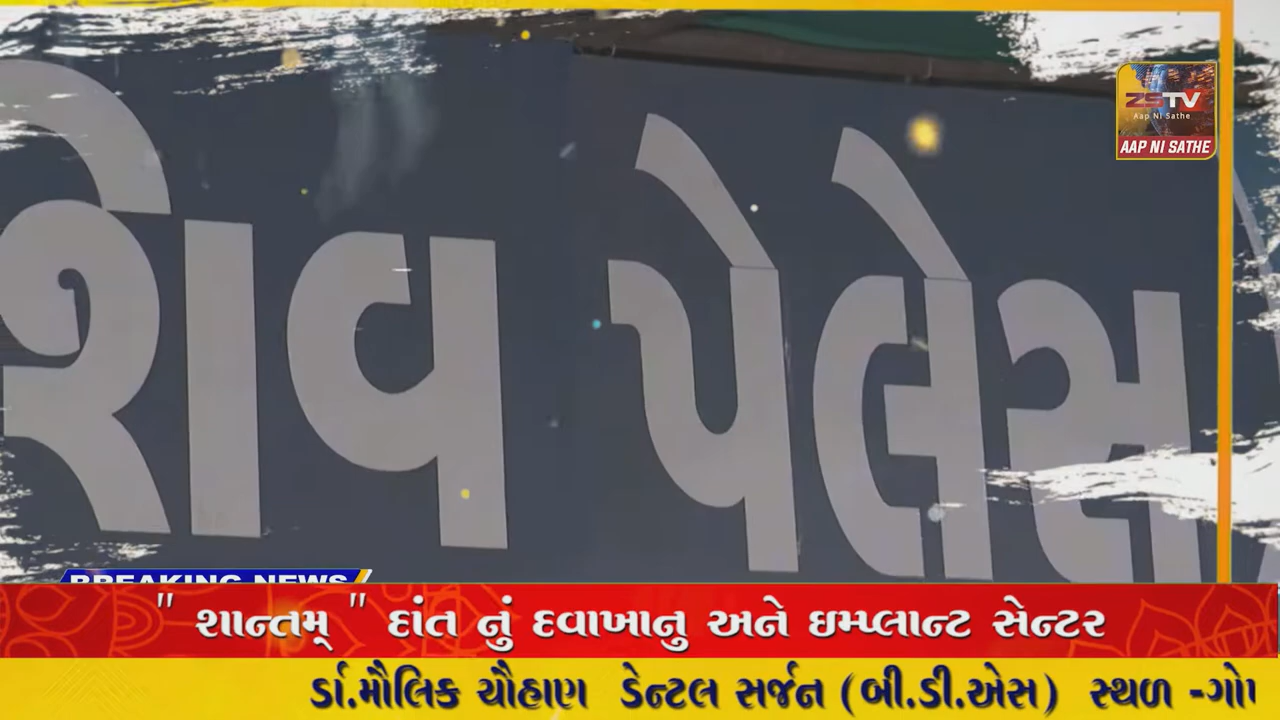 શિવ પેલેસ
ZSTV
Aap Ni Sathe
AAP NI SATHE
BREAKING NEWS
" શાન્તમ્ " દાંત નું દવાખાનુ અને ઇમ્પ્લાન્ટ સેન્ટર
ર્ડા.મૌલિક ચૌહાણ ડેન્ટલ સર્જન (બી.ડી.એસ) સ્થળ -ગો